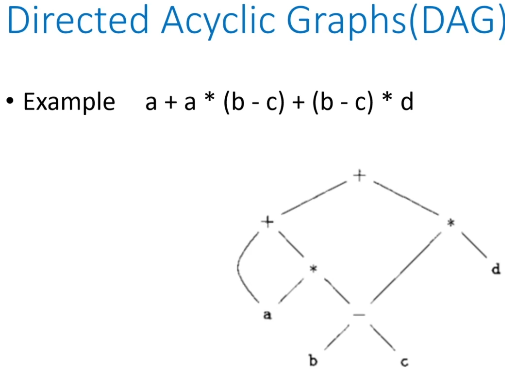 Directed Acyclic Graphs(DAG)
• Example a + a * (b - c) + (b - c) * d
+
+ *
* d
a -
b c